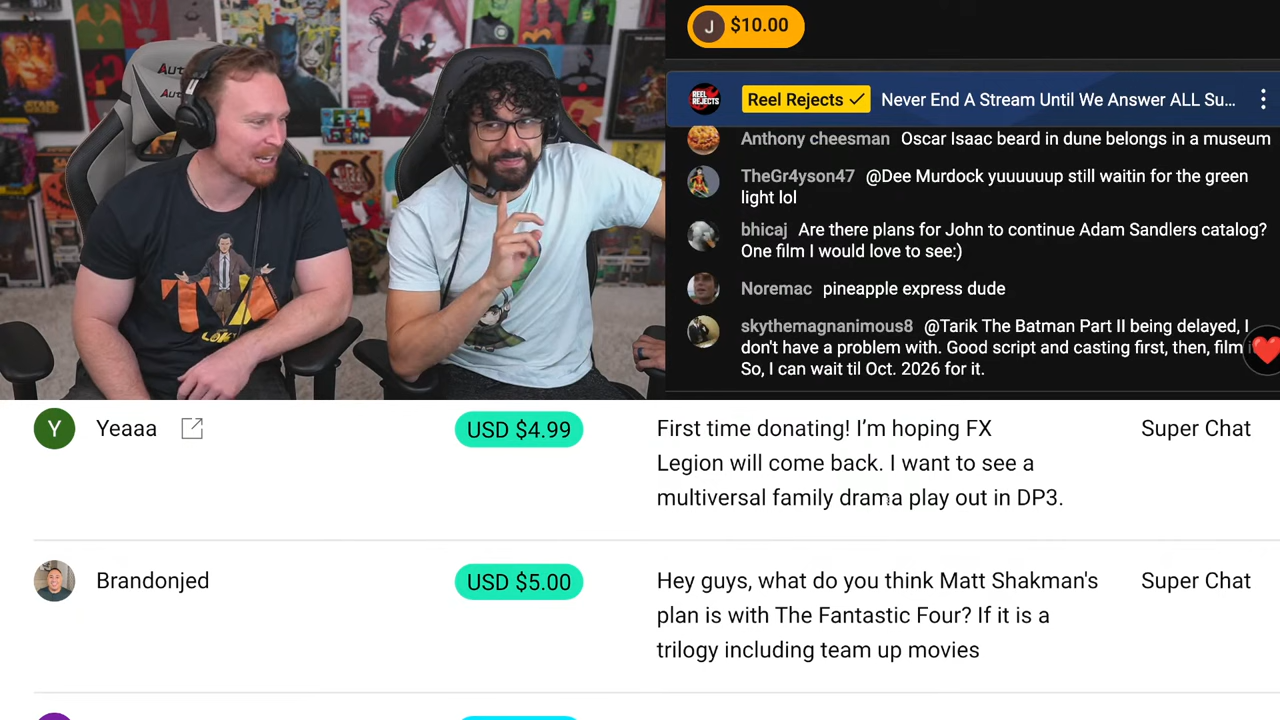 Aut
Aut
TVA
LOKI
J $10.00
REEL REJECTS
Reel Rejects Never End A Stream Until We Answer ALL Su...
Anthony cheesman Oscar Isaac beard in dune belongs in a museum
TheGr4yson47 @Dee Murdock yuuuuuup still waitin for the green
light lol
bhicaj Are there plans for John to continue Adam Sandlers catalog?
One film I would love to see:)
Noremac pineapple express dude
skythemagnanimous8 @Tarik The Batman Part II being delayed, I
don't have a problem with. Good script and casting first, then, film
So, I can wait til Oct. 2026 for it.
Y Yeaaa USD $4.99 First time donating! I'm hoping FX Super Chat
Legion will come back. I want to see a
multiversal family drama play out in DP3.
Brandonjed USD $5.00 Hey guys, what do you think Matt Shakman's Super Chat
plan is with The Fantastic Four? If it is a
trilogy including team up movies